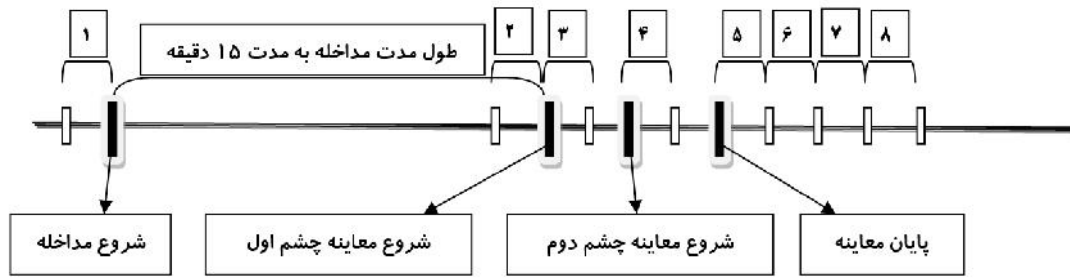 ۱
۲
۳
۴
۵
۶
۷
۸
طول مدت مداخله به مدت ۱۵ دقیقه
شروع مداخله
شروع معاینه چشم اول
شروع معاینه چشم دوم
پایان معاینه